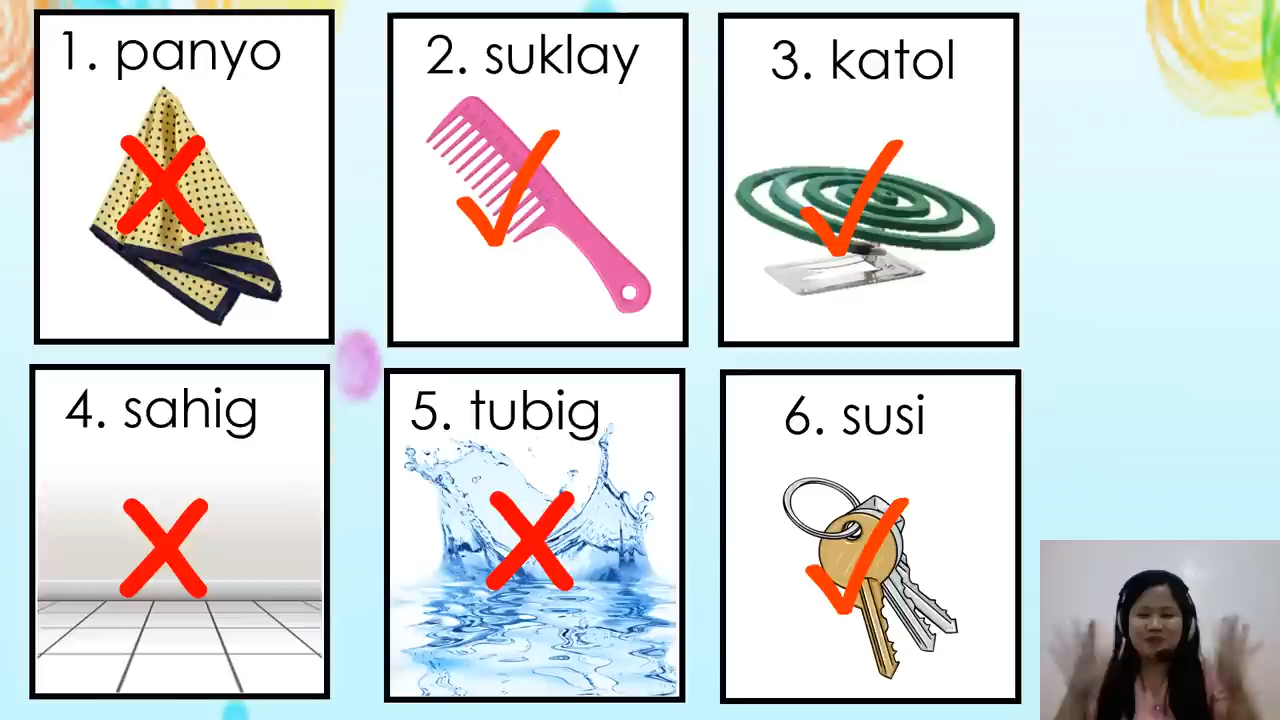 1. panyo
2. suklay
3. katol
4. sahig
5. tubig
6. susi